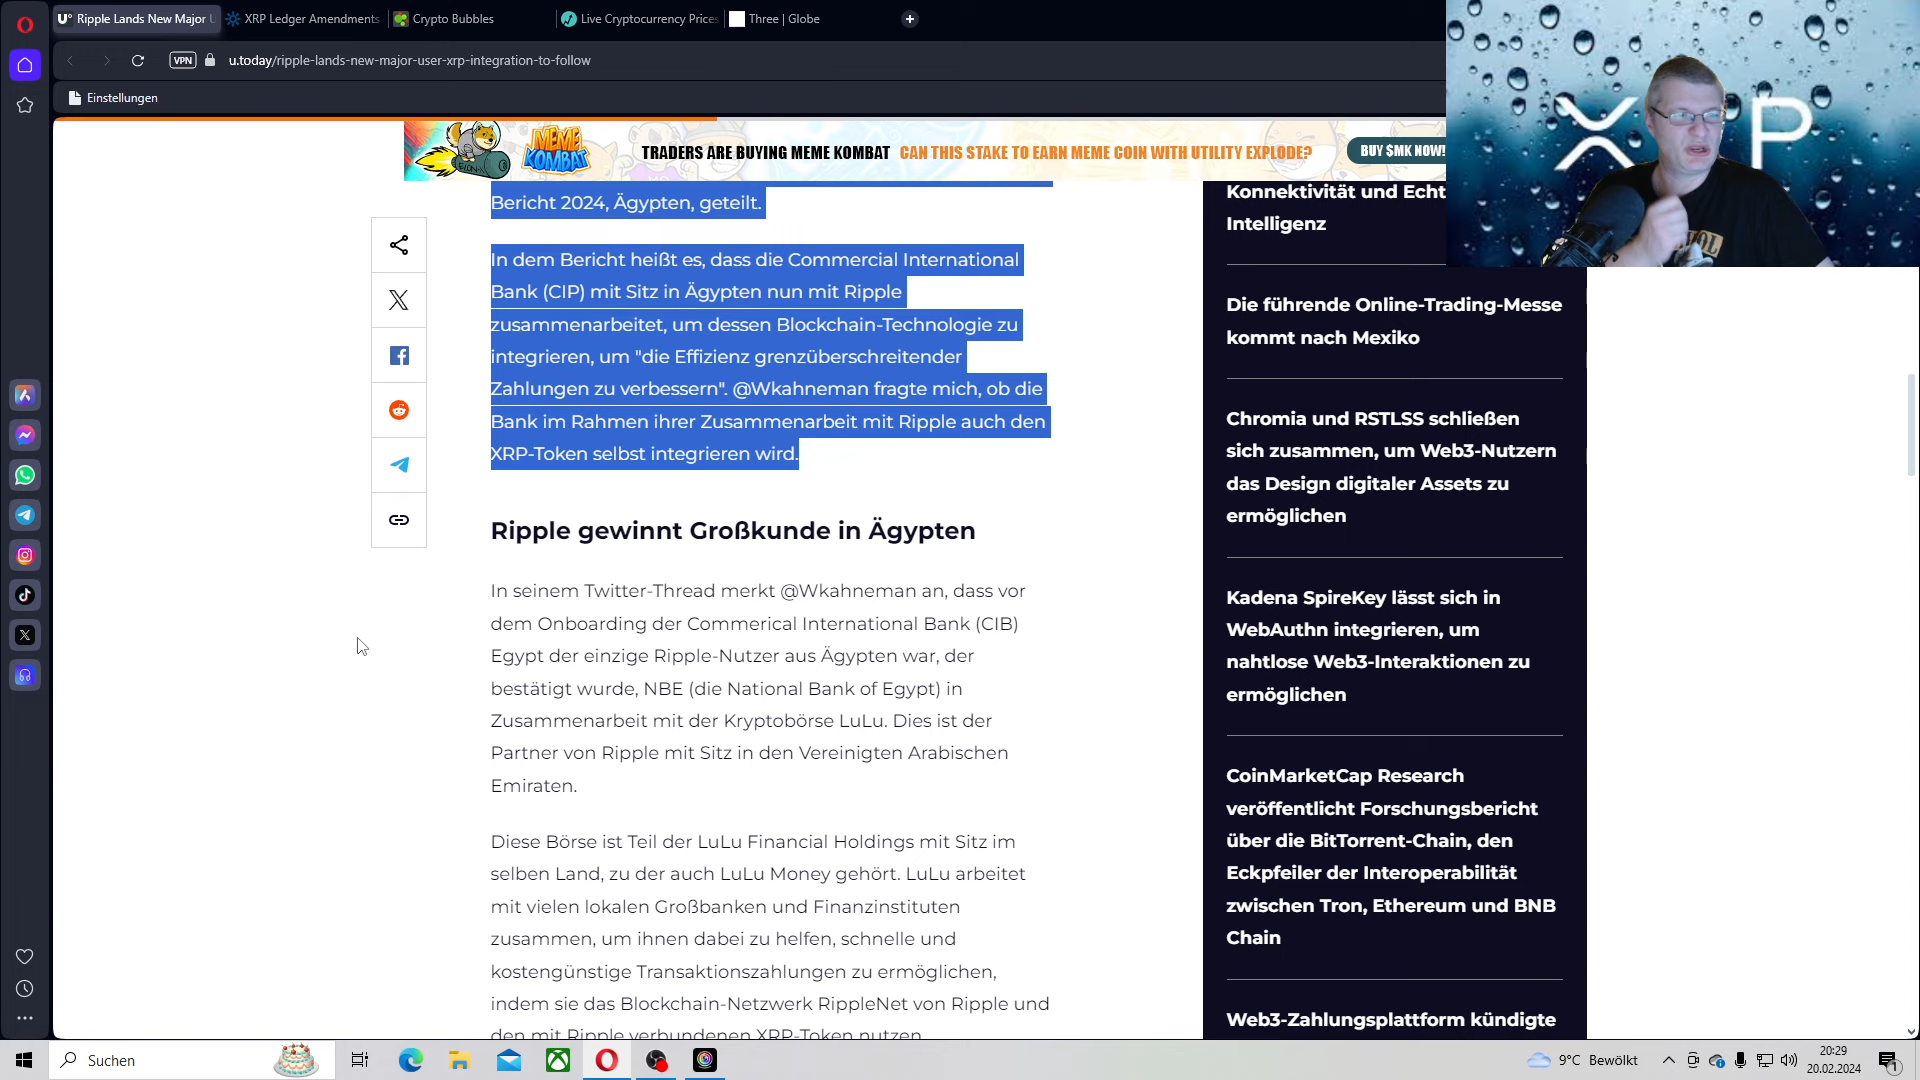 Ripple Lands New Major U
XRP Ledger Amendments
Crypto Bubbles
Live Cryptocurrency Prices
Three | Globe
VPN
u.today/ripple-lands-new-major-user-xrp-integration-to-follow
Einstellungen
MEME KOMBAT
TRADERS ARE BUYING MEME KOMBAT CAN THIS STAKE TO EARN MEME COIN WITH UTILITY EXPLODE?
BUY $MK NOW!
XRP
Bericht 2024, Ägypten, geteilt.
In dem Bericht heißt es, dass die Commercial International
Bank (CIP) mit Sitz in Ägypten nun mit Ripple
zusammenarbeitet, um dessen Blockchain-Technologie zu
integrieren, um "die Effizienz grenzüberschreitender
Zahlungen zu verbessern". @Wkahneman fragte mich, ob die
Bank im Rahmen ihrer Zusammenarbeit mit Ripple auch den
XRP-Token selbst integrieren wird.
Ripple gewinnt Großkunde in Ägypten
In seinem Twitter-Thread merkt @Wkahneman an, dass vor
dem Onboarding der Commerical International Bank (CIB)
Egypt der einzige Ripple-Nutzer aus Ägypten war, der
bestätigt wurde, NBE (die National Bank of Egypt) in
Zusammenarbeit mit der Kryptobörse LuLu. Dies ist der
Partner von Ripple mit Sitz in den Vereinigten Arabischen
Emiraten.
Diese Börse ist Teil der LuLu Financial Holdings mit Sitz im
selben Land, zu der auch LuLu Money gehört. LuLu arbeitet
mit vielen lokalen Großbanken und Finanzinstituten
zusammen, um ihnen dabei zu helfen, schnelle und
kostengünstige Transaktionszahlungen zu ermöglichen,
indem sie das Blockchain-Netzwerk RippleNet von Ripple und
den mit Ripple verbundenen XRP-Token nutzen
Konnektivität und Echt
Intelligenz
Die führende Online-Trading-Messe
kommt nach Mexiko
Chromia und RSTLSS schließen
sich zusammen, um Web3-Nutzern
das Design digitaler Assets zu
ermöglichen
Kadena SpireKey lässt sich in
WebAuthn integrieren, um
nahtlose Web3-Interaktionen zu
ermöglichen
CoinMarketCap Research
veröffentlicht Forschungsbericht
über die BitTorrent-Chain, den
Eckpfeiler der Interoperabilität
zwischen Tron, Ethereum und BNB
Chain
Web3-Zahlungsplattform kündigte
Suchen
9°C Bewölkt
20:29
20.02.2024
1